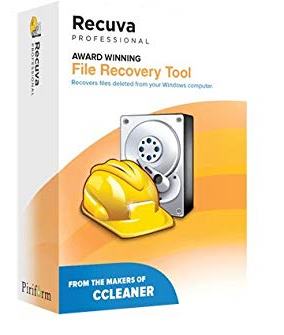 Recuva
PROFESSIONAL
AWARD WINNING
File Recovery Tool
Recovers files deleted from your Windows computer.
FROM THE MAKERS OF
CCLEANER
Recuva
PROFESSIONAL
Piriform